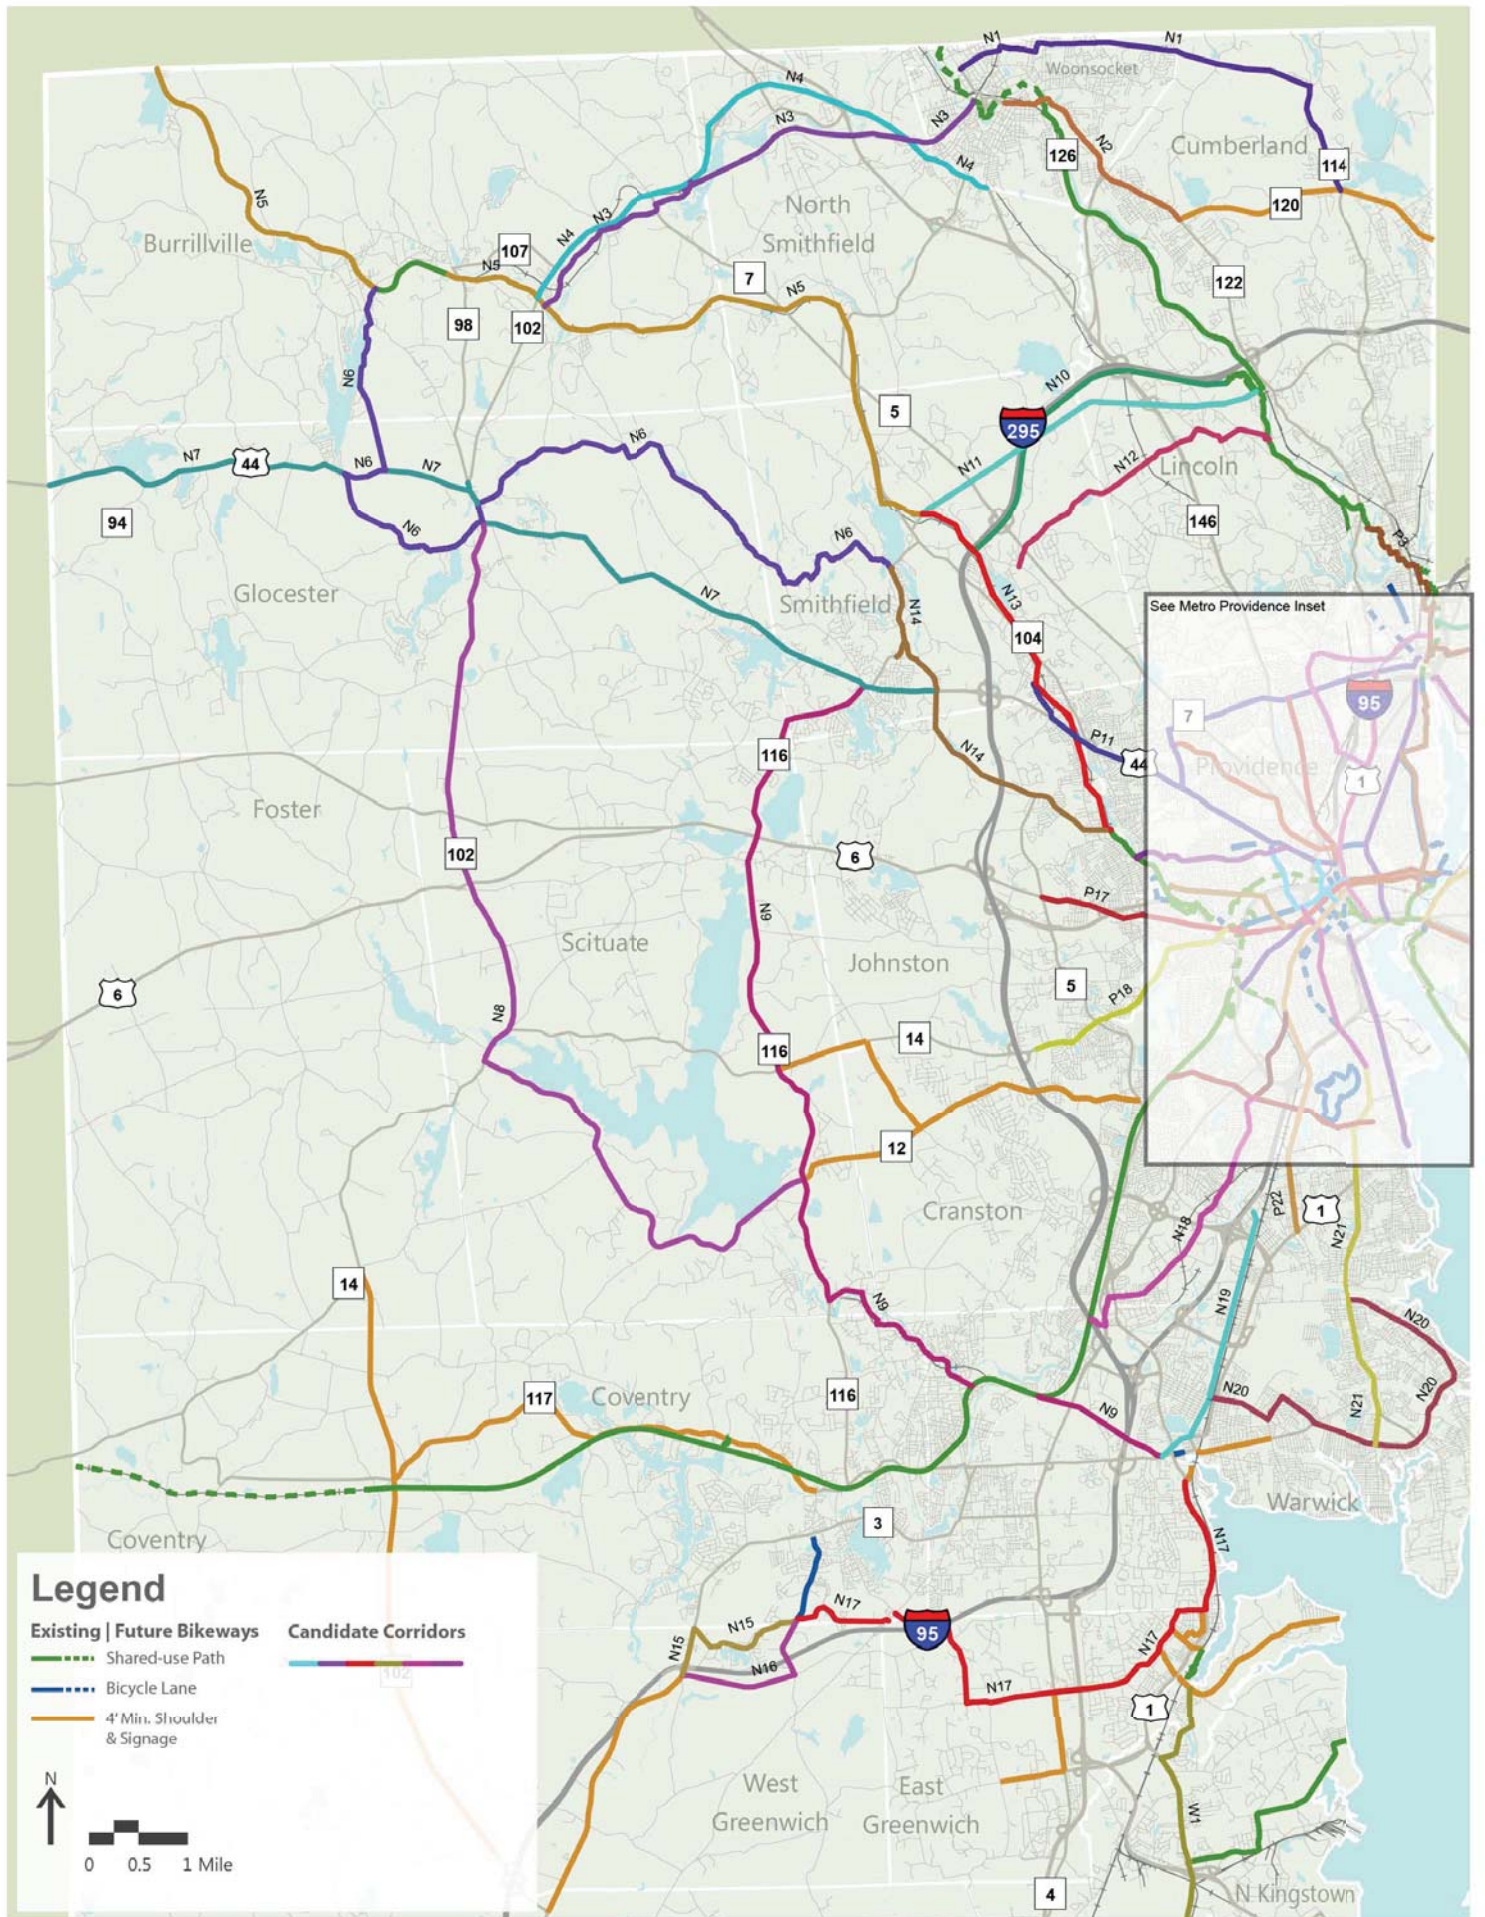 N1
N1
Woonsocket
N4
N3
N3
N4
126
N2
Cumberland
114
N5
120
North
Smithfield
Burrillville
107
N4
N3
N5
7
N5
122
98
102
N6
N10
5
295
N7
44
N6
N7
N6
N11
N12
Lincoln
94
N6
146
P3
N6
Glocester
N7
Smithfield
N14
N13
See Metro Providence Inset
104
95
7
116
N14
P11
44
Providence
1
Foster
102
6
P17
N9
Scituate
Johnston
6
5
P18
N8
116
14
12
Cranston
P22
1
N18
N21
14
N9
N19
N20
117
Coventry
116
N9
N20
N21
N20
Coventry
3
Warwick
N17
Legend
Existing | Future Bikeways
Candidate Corridors
Shared-use Path
Bicycle Lane
4' Min. Shoulder
& Signage
102
N15
N15
N17
95
N16
N17
N17
1
N
0 0.5 1 Mile
West
Greenwich
East
Greenwich
W1
4
N Kingstown